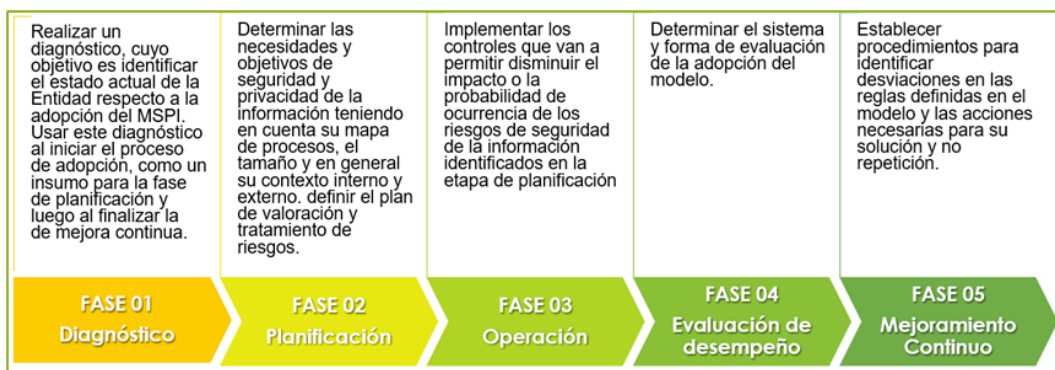 Realizar un
diagnóstico, cuyo
objetivo es identificar
el estado actual de la
Entidad respecto a la
adopción del MSPI.
Usar este diagnóstico
al iniciar el proceso
de adopción, como un
insumo para la fase
de planificación y
luego al finalizar la
de mejora continua.
Determinar las
necesidades y
objetivos de
seguridad y
privacidad de la
información teniendo
en cuenta su mapa
de procesos, el
tamaño y en general
su contexto interno y
externo. definir el plan
de valoración y
tratamiento de
riesgos.
Implementar los
controles que van a
permitir disminuir el
impacto o la
probabilidad de
ocurrencia de los
riesgos de seguridad
de la información
identificados en la
etapa de planificación
Determinar el sistema
y forma de evaluación
de la adopción del
modelo.
Establecer
procedimientos para
identificar
desviaciones en las
reglas definidas en el
modelo y las acciones
necesarias para su
solución y no
repetición.
FASE 01
Diagnóstico
FASE 02
Planificación
FASE 03
Operación
FASE 04
Evaluación de
desempeño
FASE 05
Mejoramiento
Continuo